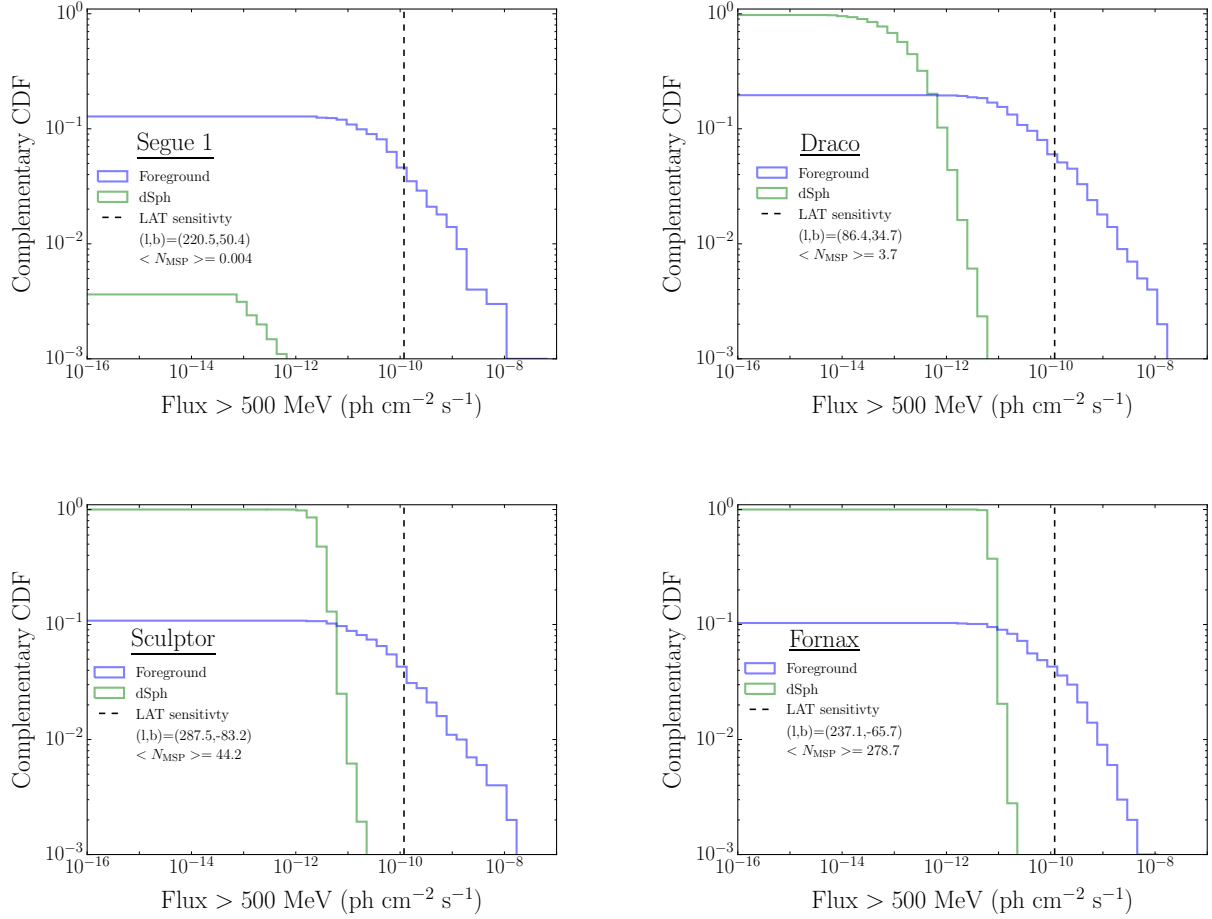 10^0
10^-1
10^-2
10^-3
Complementary CDF
Segue 1
Foreground
dSph
LAT sensitivty
(l,b)=(220.5,50.4)
< N_MSP >= 0.004
10^-16
10^-14
10^-12
10^-10
10^-8
Flux > 500 MeV (ph cm^-2 s^-1)
10^0
10^-1
10^-2
10^-3
Complementary CDF
Draco
Foreground
dSph
LAT sensitivty
(l,b)=(86.4,34.7)
< N_MSP >= 3.7
10^-16
10^-14
10^-12
10^-10
10^-8
Flux > 500 MeV (ph cm^-2 s^-1)
10^0
10^-1
10^-2
10^-3
Complementary CDF
Sculptor
Foreground
dSph
LAT sensitivty
(l,b)=(287.5,-83.2)
< N_MSP >= 44.2
10^-16
10^-14
10^-12
10^-10
10^-8
Flux > 500 MeV (ph cm^-2 s^-1)
10^0
10^-1
10^-2
10^-3
Complementary CDF
Fornax
Foreground
dSph
LAT sensitivty
(l,b)=(237.1,-65.7)
< N_MSP >= 278.7
10^-16
10^-14
10^-12
10^-10
10^-8
Flux > 500 MeV (ph cm^-2 s^-1)